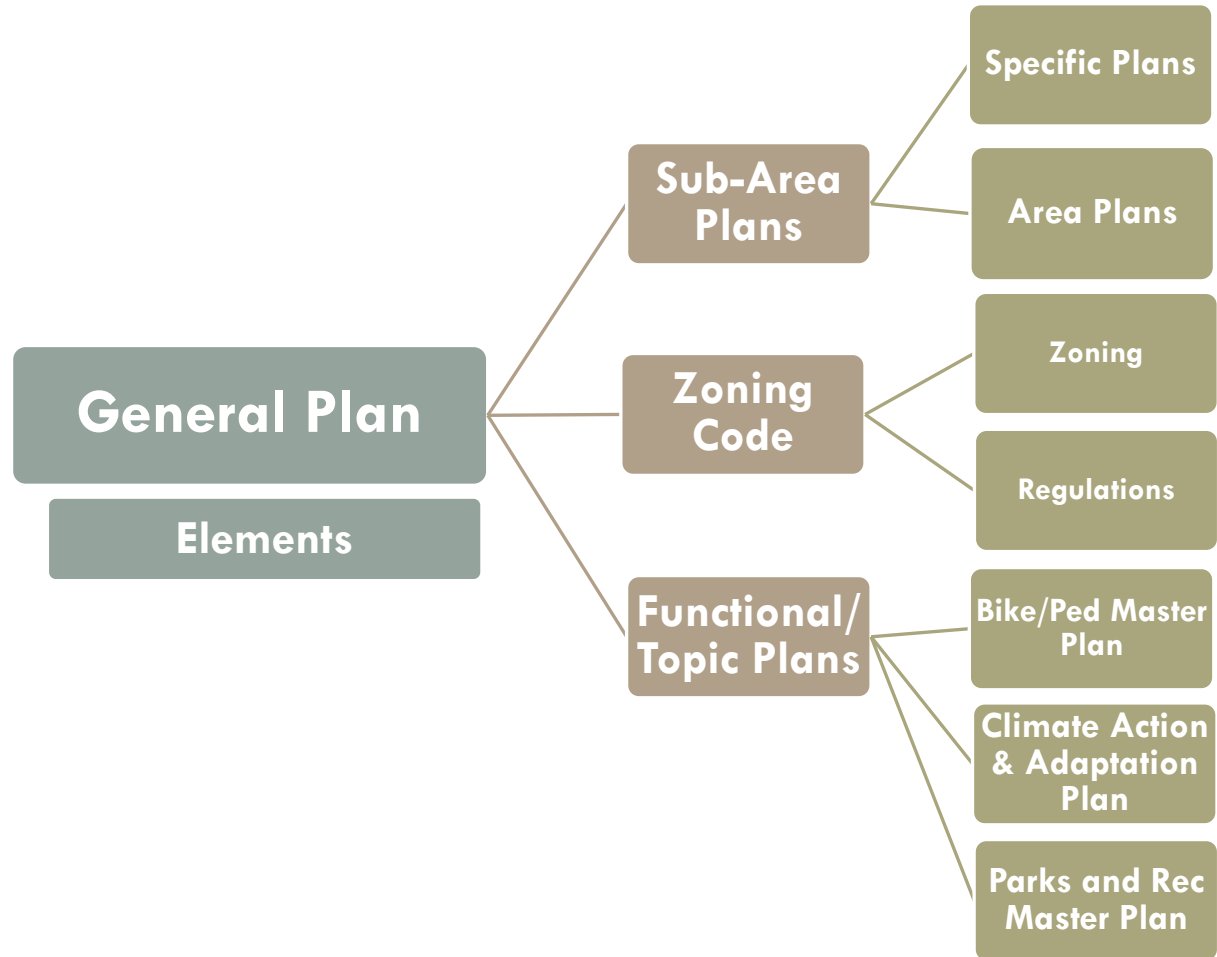 General Plan
Elements
Sub-Area
Plans
Zoning
Code
Functional/
Topic Plans
Specific Plans
Area Plans
Zoning
Regulations
Bike/Ped Master
Plan
Climate Action
& Adaptation
Plan
Parks and Rec
Master Plan